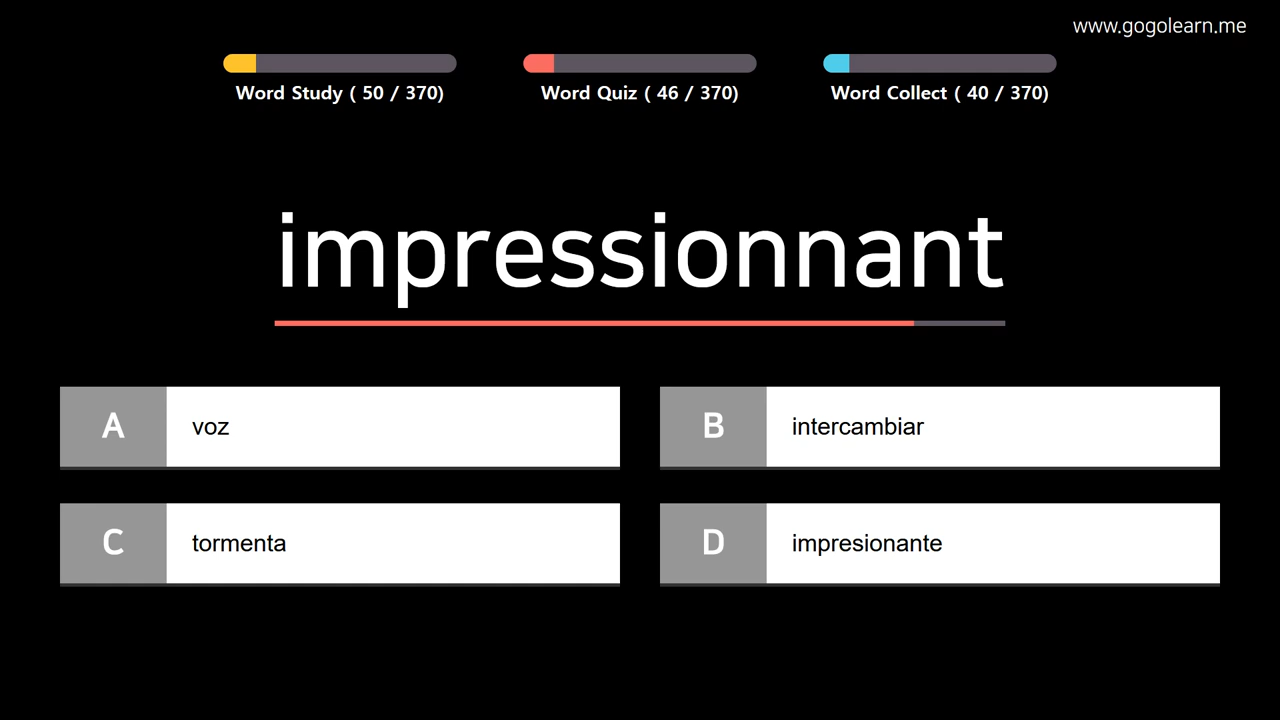 www.gogolearn.me
Word Study ( 50 / 370)
Word Quiz ( 46 / 370)
Word Collect ( 40 / 370)
impressionnant
A voz
B intercambiar
C tormenta
D impresionante